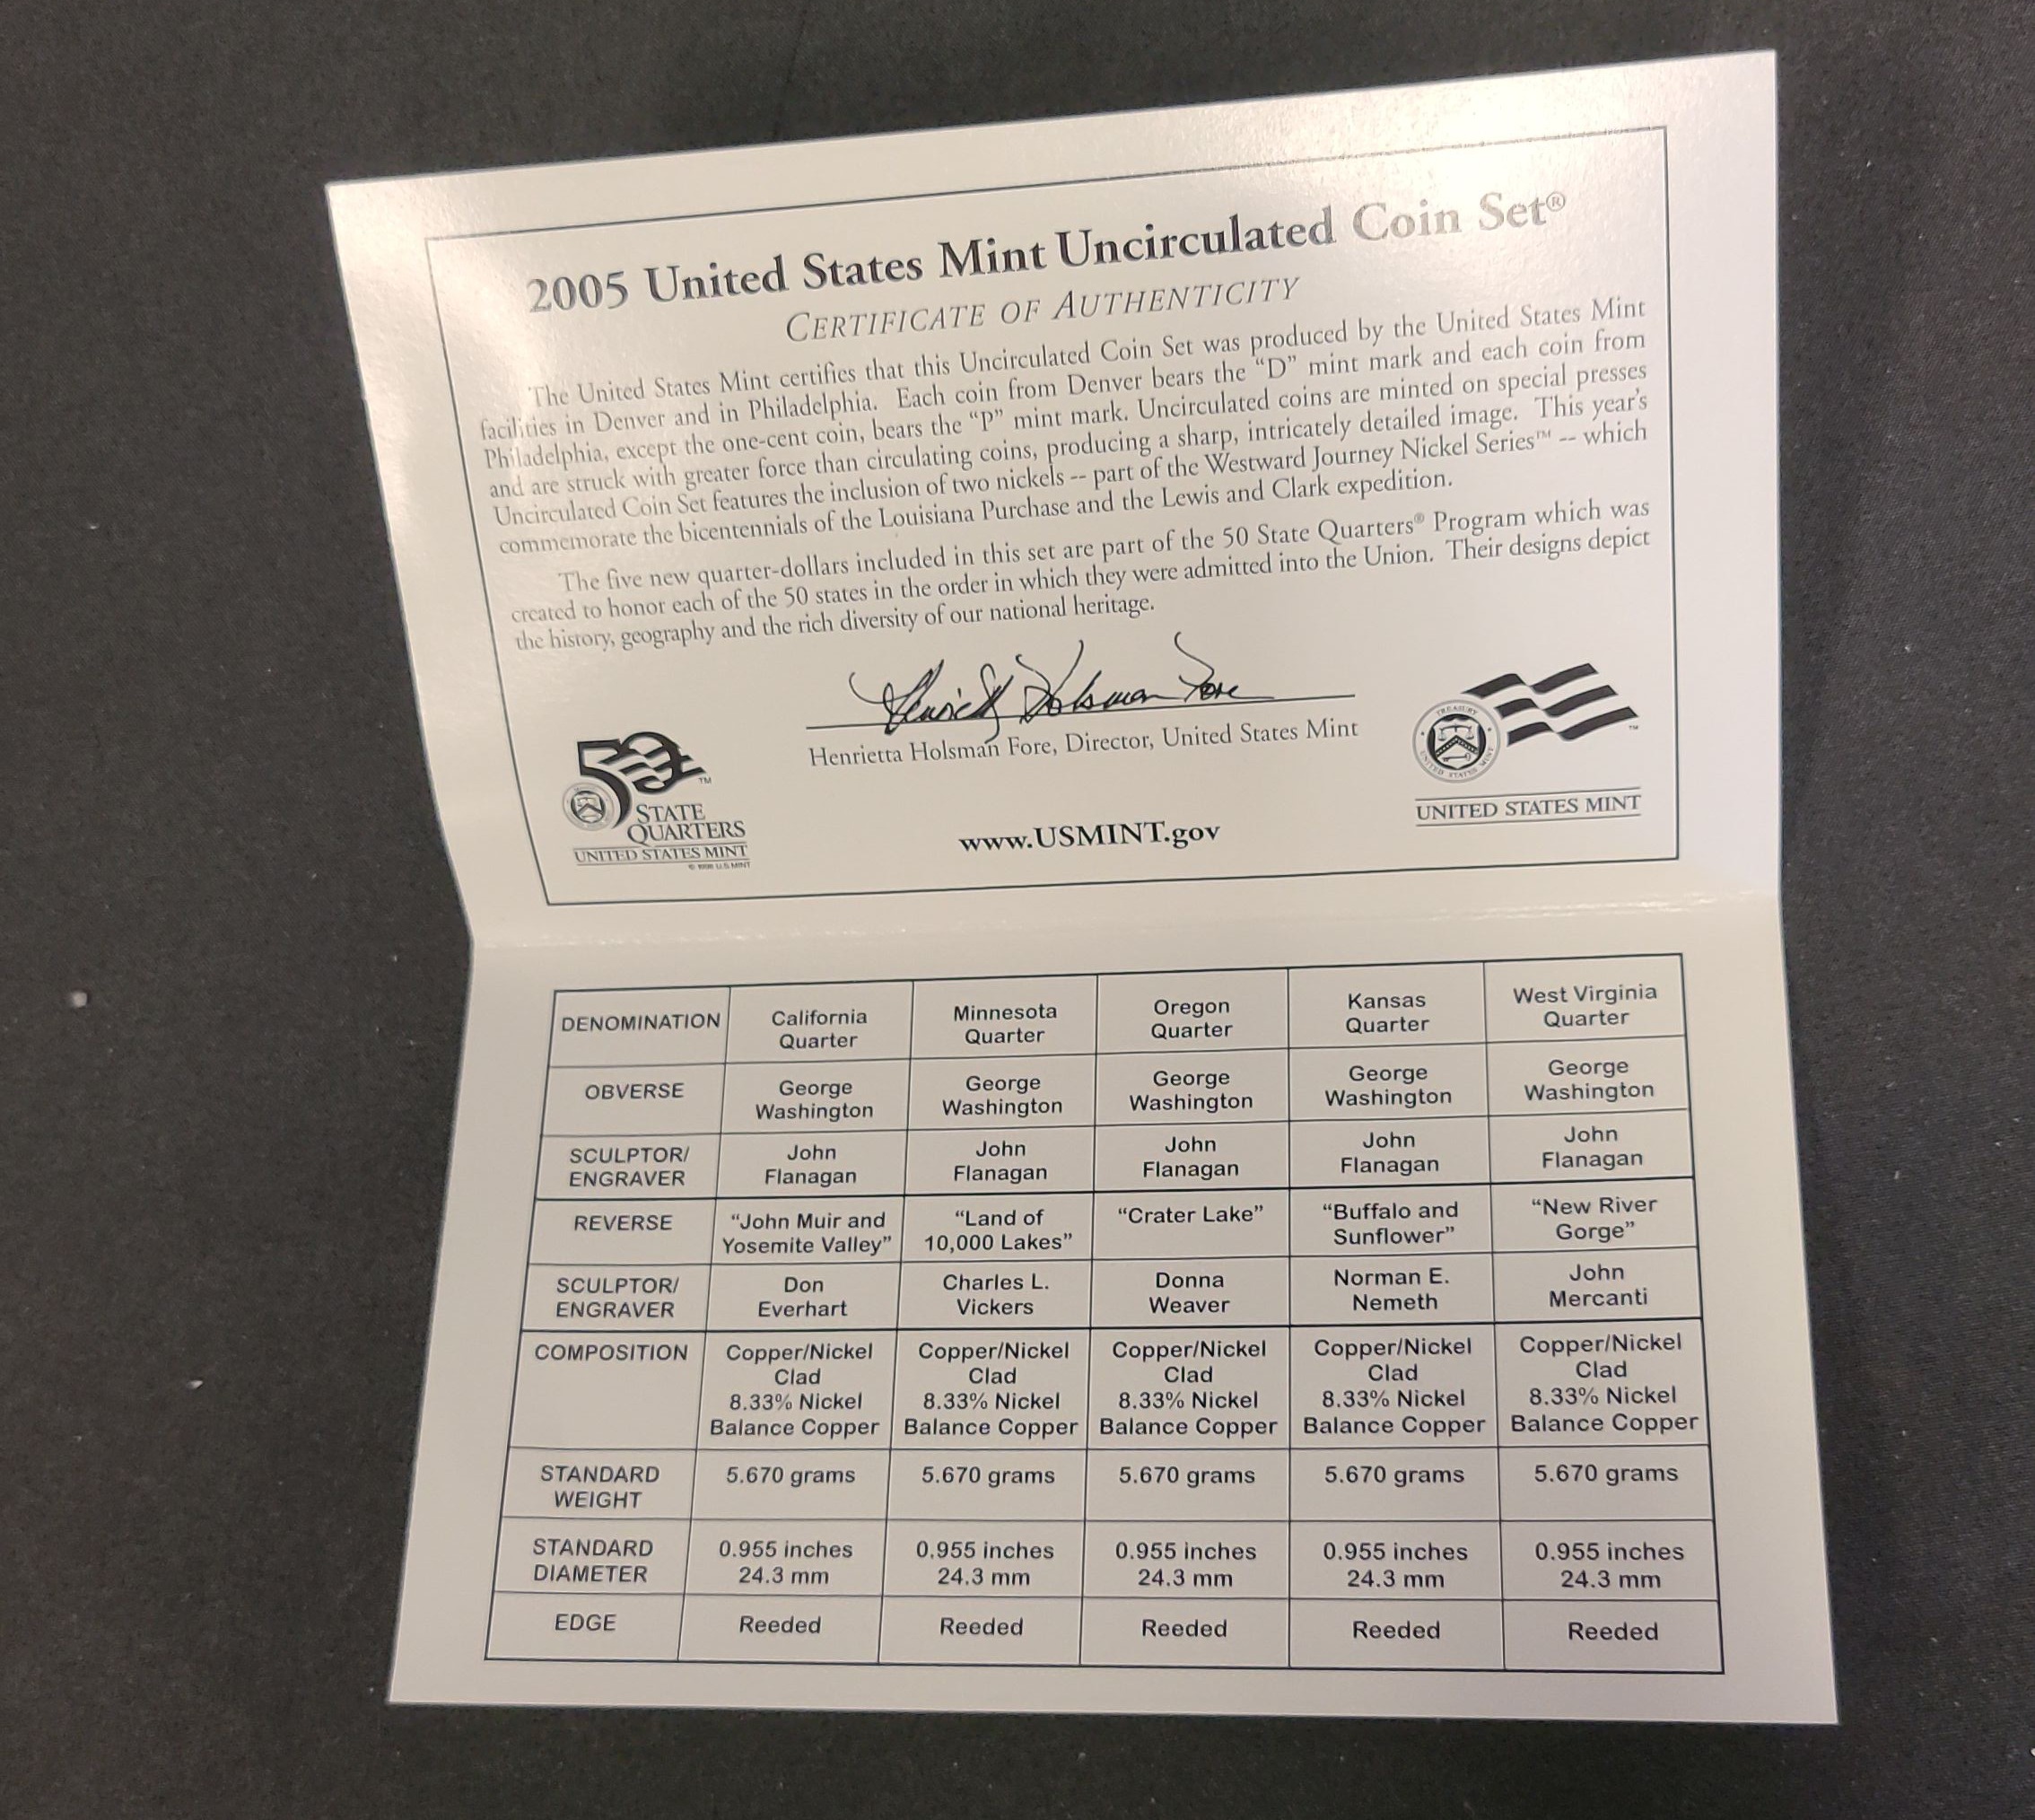 2005 United States Mint Uncirculated Coin Set®
CERTIFICATE OF AUTHENTICITY
The United States Mint certifies that this Uncirculated Coin Set was produced by the United States Mint
facilities in Denver and in Philadelphia. Each coin from Denver bears the “D” mint mark and each coin from
Philadelphia, except the one-cent coin, bears the “P” mint mark. Uncirculated coins are minted on special presses
and are struck with greater force than circulating coins, producing a sharp, intricately detailed image. This year's
Uncirculated Coin Set features the inclusion of two nickels -- part of the Westward Journey Nickel Series™ -- which
commemorate the bicentennials of the Louisiana Purchase and the Lewis and Clark expedition.
The five new quarter-dollars included in this set are part of the 50 State Quarters® Program which was
created to honor each of the 50 states in the order in which they were admitted into the Union. Their designs depict
the history, geography and the rich diversity of our national heritage.
Henrietta Holsman Fore
Henrietta Holsman Fore, Director, United States Mint
50 TM
STATE
QUARTERS
UNITED STATES MINT
© 1998 U.S. MINT
www.USMINT.gov
TREASURY
UNITED STATES MINT
TM
UNITED STATES MINT
DENOMINATION California Quarter Minnesota Quarter Oregon Quarter Kansas Quarter West Virginia Quarter
OBVERSE George Washington George Washington George Washington George Washington George Washington
SCULPTOR/ ENGRAVER John Flanagan John Flanagan John Flanagan John Flanagan John Flanagan
REVERSE “John Muir and Yosemite Valley” “Land of 10,000 Lakes” “Crater Lake” “Buffalo and Sunflower” “New River Gorge”
SCULPTOR/ ENGRAVER Don Everhart Charles L. Vickers Donna Weaver Norman E. Nemeth John Mercanti
COMPOSITION Copper/Nickel Clad 8.33% Nickel Balance Copper Copper/Nickel Clad 8.33% Nickel Balance Copper Copper/Nickel Clad 8.33% Nickel Balance Copper Copper/Nickel Clad 8.33% Nickel Balance Copper Copper/Nickel Clad 8.33% Nickel Balance Copper
STANDARD WEIGHT 5.670 grams 5.670 grams 5.670 grams 5.670 grams 5.670 grams
STANDARD DIAMETER 0.955 inches 24.3 mm 0.955 inches 24.3 mm 0.955 inches 24.3 mm 0.955 inches 24.3 mm 0.955 inches 24.3 mm
EDGE Reeded Reeded Reeded Reeded Reeded